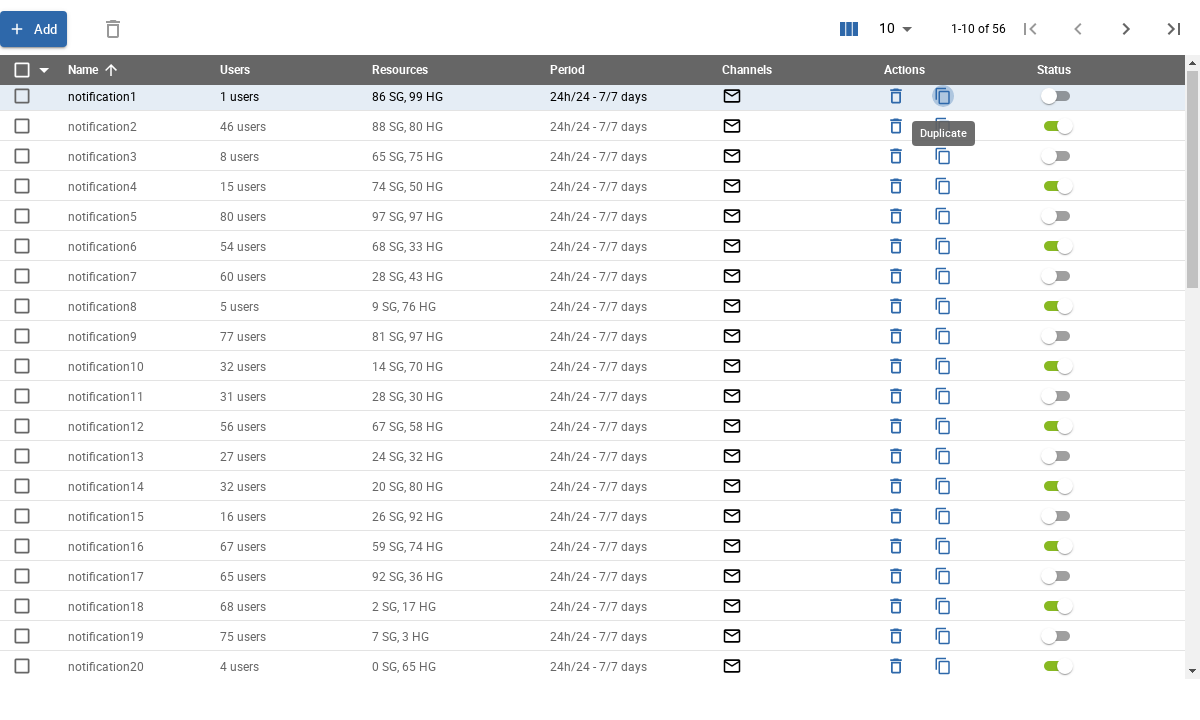 Add 10 1-10 of 56
Name Users Resources Period Channels Actions Status
notification1 1 users 86 SG, 99 HG 24h/24 - 7/7 days
notification2 46 users 88 SG, 80 HG 24h/24 - 7/7 days
Duplicate
notification3 8 users 65 SG, 75 HG 24h/24 - 7/7 days
notification4 15 users 74 SG, 50 HG 24h/24 - 7/7 days
notification5 80 users 97 SG, 97 HG 24h/24 - 7/7 days
notification6 54 users 68 SG, 33 HG 24h/24 - 7/7 days
notification7 60 users 28 SG, 43 HG 24h/24 - 7/7 days
notification8 5 users 9 SG, 76 HG 24h/24 - 7/7 days
notification9 77 users 81 SG, 97 HG 24h/24 - 7/7 days
notification10 32 users 14 SG, 70 HG 24h/24 - 7/7 days
notification11 31 users 28 SG, 30 HG 24h/24 - 7/7 days
notification12 56 users 67 SG, 58 HG 24h/24 - 7/7 days
notification13 27 users 24 SG, 32 HG 24h/24 - 7/7 days
notification14 32 users 20 SG, 80 HG 24h/24 - 7/7 days
notification15 16 users 26 SG, 92 HG 24h/24 - 7/7 days
notification16 67 users 59 SG, 74 HG 24h/24 - 7/7 days
notification17 65 users 92 SG, 36 HG 24h/24 - 7/7 days
notification18 68 users 2 SG, 17 HG 24h/24 - 7/7 days
notification19 75 users 7 SG, 3 HG 24h/24 - 7/7 days
notification20 4 users 0 SG, 65 HG 24h/24 - 7/7 days